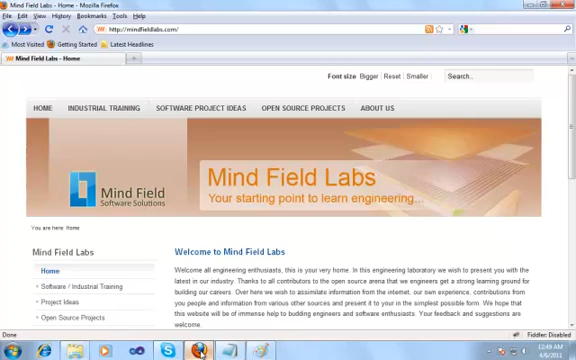 Mind Field Labs - Home - Mozilla Firefox
File Edit View History Bookmarks Tools Help
http://mindfieldlabs.com/
Most Visited Getting Started Latest Headlines
Mind Field Labs - Home
Font size Bigger Reset Smaller Search..
HOME INDUSTRIAL TRAINING SOFTWARE PROJECT IDEAS OPEN SOURCE PROJECTS ABOUT US
Mind Field Labs
Mind Field
Software Solutions
Your starting point to learn engineering...
You are here: Home
Mind Field Labs
Home
Software / Industrial Training
Project Ideas
Open Source Projects
Welcome to Mind Field Labs
Welcome all engineering enthusiasts, this is your very home. In this engineering laboratory we wish to present you with the
latest in our industry. Thanks to all contributors to the open source arena that we engineers get a strong learning ground for
building our careers. Over here we wish to assimilate information from the internet, our own experience, contributions
from you people and information from various other sources and present it to you in the simplest possible form. We hope that
this website will be of immense help to budding engineers and software enthusiasts. Your feedback and suggestions are
welcome.
Done Fiddler: Disabled
12:49 AM
4/6/2011